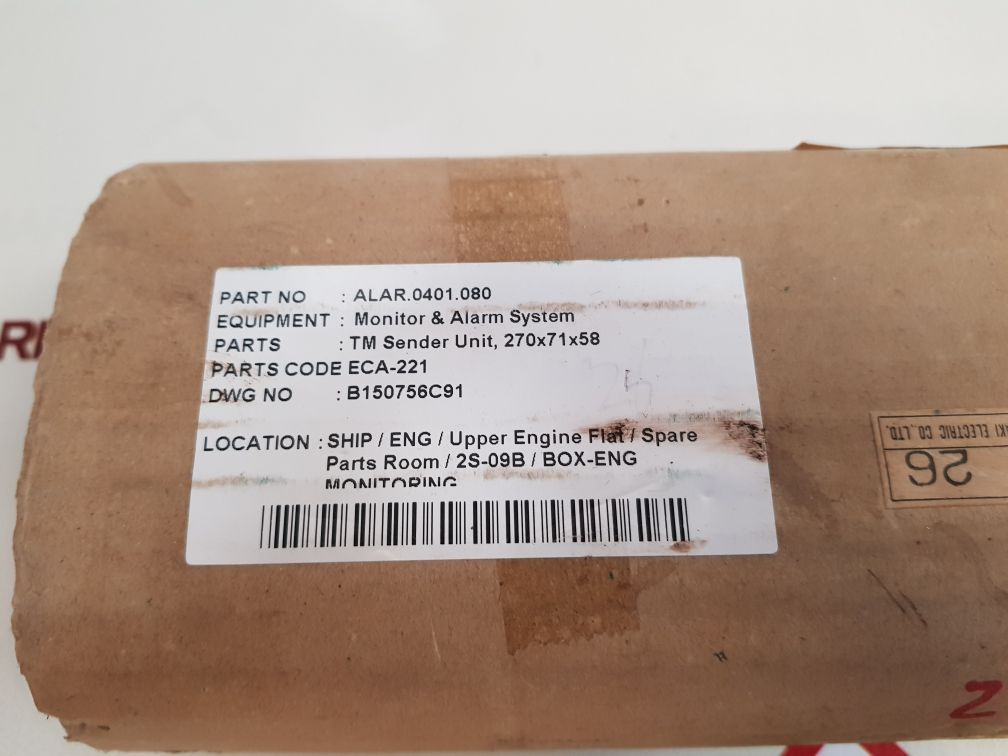 PART NO : ALAR.0401.080
EQUIPMENT : Monitor & Alarm System
PARTS : TM Sender Unit, 270x71x58
PARTS CODE ECA-221
DWG NO : B150756C91
LOCATION : SHIP / ENG / Upper Engine Flat / Spare
Parts Room / 2S-09B / BOX-ENG
MONITORING
ELECTRIC CO.,LTD.
26